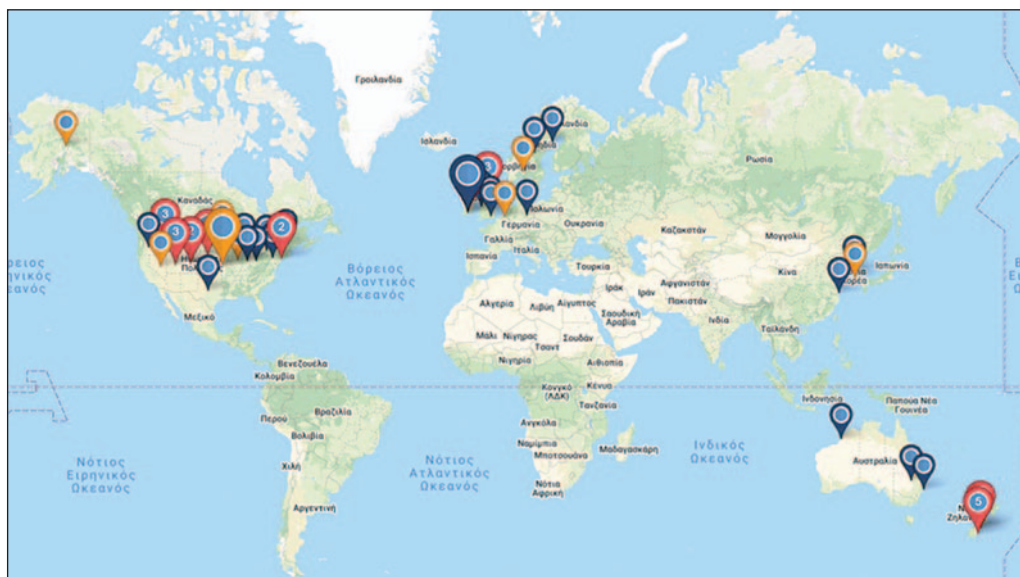 Γροιλανδία
Ισλανδία
Ρωσία
Καναδάς
Πολωνία
Γερμανία
Ουκρανία
Γαλλία
Ιταλία
Ισπανία
Τουρκία
Καζακστάν
Μογγολία
Κίνα
Ιαπωνία
Βόρειος
Ατλαντικός
Ωκεανός
Μεξικό
Αλγερία
Λιβύη
Αίγυπτος
Ιράκ
Ιράν
Αφγανιστάν
Πακιστάν
Σαουδική
Αραβία
Ινδία
Ταϊλάνδη
Μάλι
Νίγηρας
Τσαντ
Σουδάν
Νιγηρία
Αιθιοπία
Βενεζουέλα
Κολομβία
Κονγκό
(ΛΔΚ)
Κένυα
Τανζανία
Ινδονησία
Παπούα Νέα
Γουινέα
Περού
Βραζιλία
Βολιβία
Χιλή
Αργεντινή
Ανγκόλα
Ναμίμπια
Μποτσουάνα
Μαδαγασκάρη
Νότια
Αφρική
Νότιος
Ειρηνικός
Ωκεανός
Νότιος
Ατλαντικός
Ωκεανός
Ινδικός
Ωκεανός
Αυστραλία
3
3
2
2
3
5